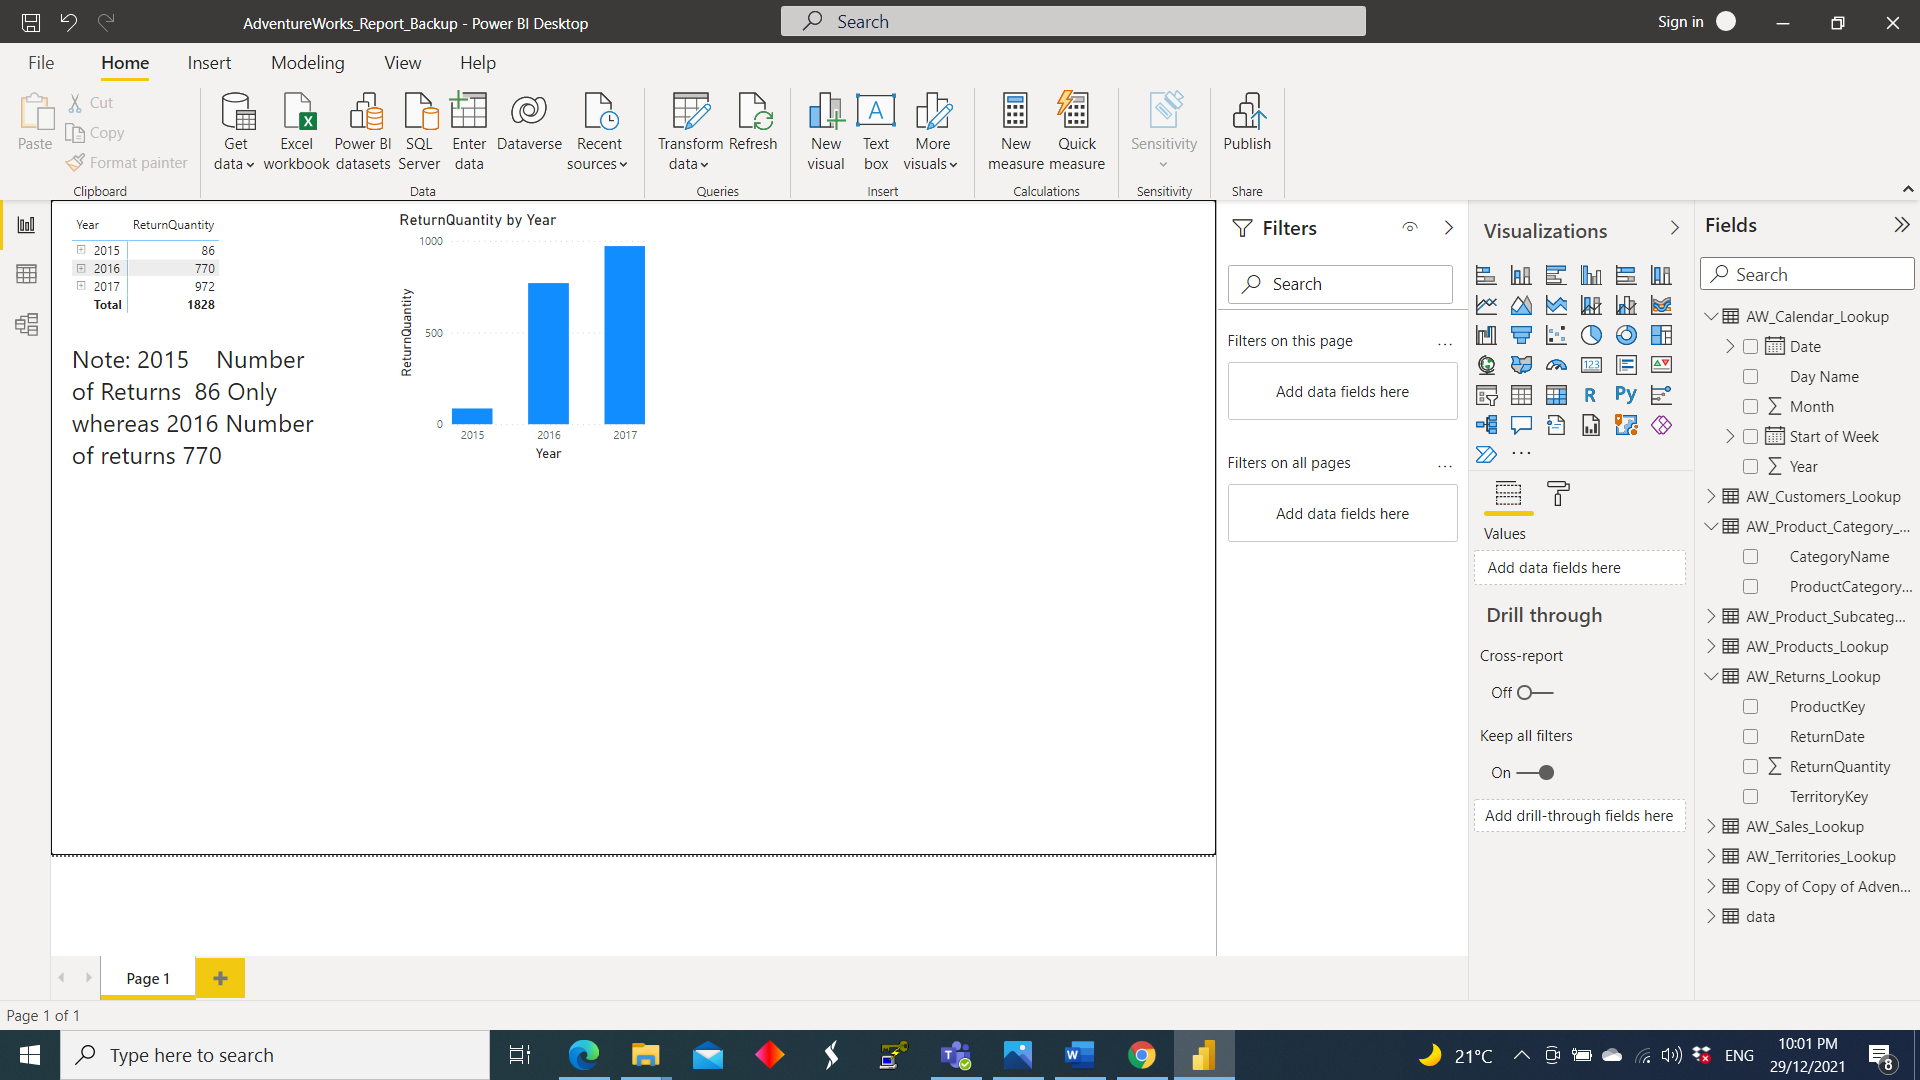 AdventureWorks_Report_Backup - Power BI Desktop
Search
Sign in
File Home Insert Modeling View Help
Paste
Cut
Copy
Format painter
Clipboard
Get data
Excel workbook
Power BI datasets
SQL Server
Enter data
Dataverse
Recent sources
Data
Transform data
Refresh
Queries
New visual
Text box
More visuals
Insert
New measure
Quick measure
Calculations
Sensitivity
Sensitivity
Publish
Share
Year ReturnQuantity
2015 86
2016 770
2017 972
Total 1828
Note: 2015 Number
of Returns 86 Only
whereas 2016 Number
of returns 770
ReturnQuantity by Year
1000
500
0
ReturnQuantity
2015 2016 2017
Year
Filters
Search
Filters on this page ...
Add data fields here
Filters on all pages ...
Add data fields here
Visualizations
123
R Py
...
Values
Add data fields here
Drill through
Cross-report
Off
Keep all filters
On
Add drill-through fields here
Fields
Search
AW_Calendar_Lookup
Date
Day Name
Month
Start of Week
Year
AW_Customers_Lookup
AW_Product_Category_...
CategoryName
ProductCategory...
AW_Product_Subcateg...
AW_Products_Lookup
AW_Returns_Lookup
ProductKey
ReturnDate
ReturnQuantity
TerritoryKey
AW_Sales_Lookup
AW_Territories_Lookup
Copy of Copy of Adven...
data
Page 1
Page 1 of 1
Type here to search
21°C
ENG
10:01 PM
29/12/2021
8